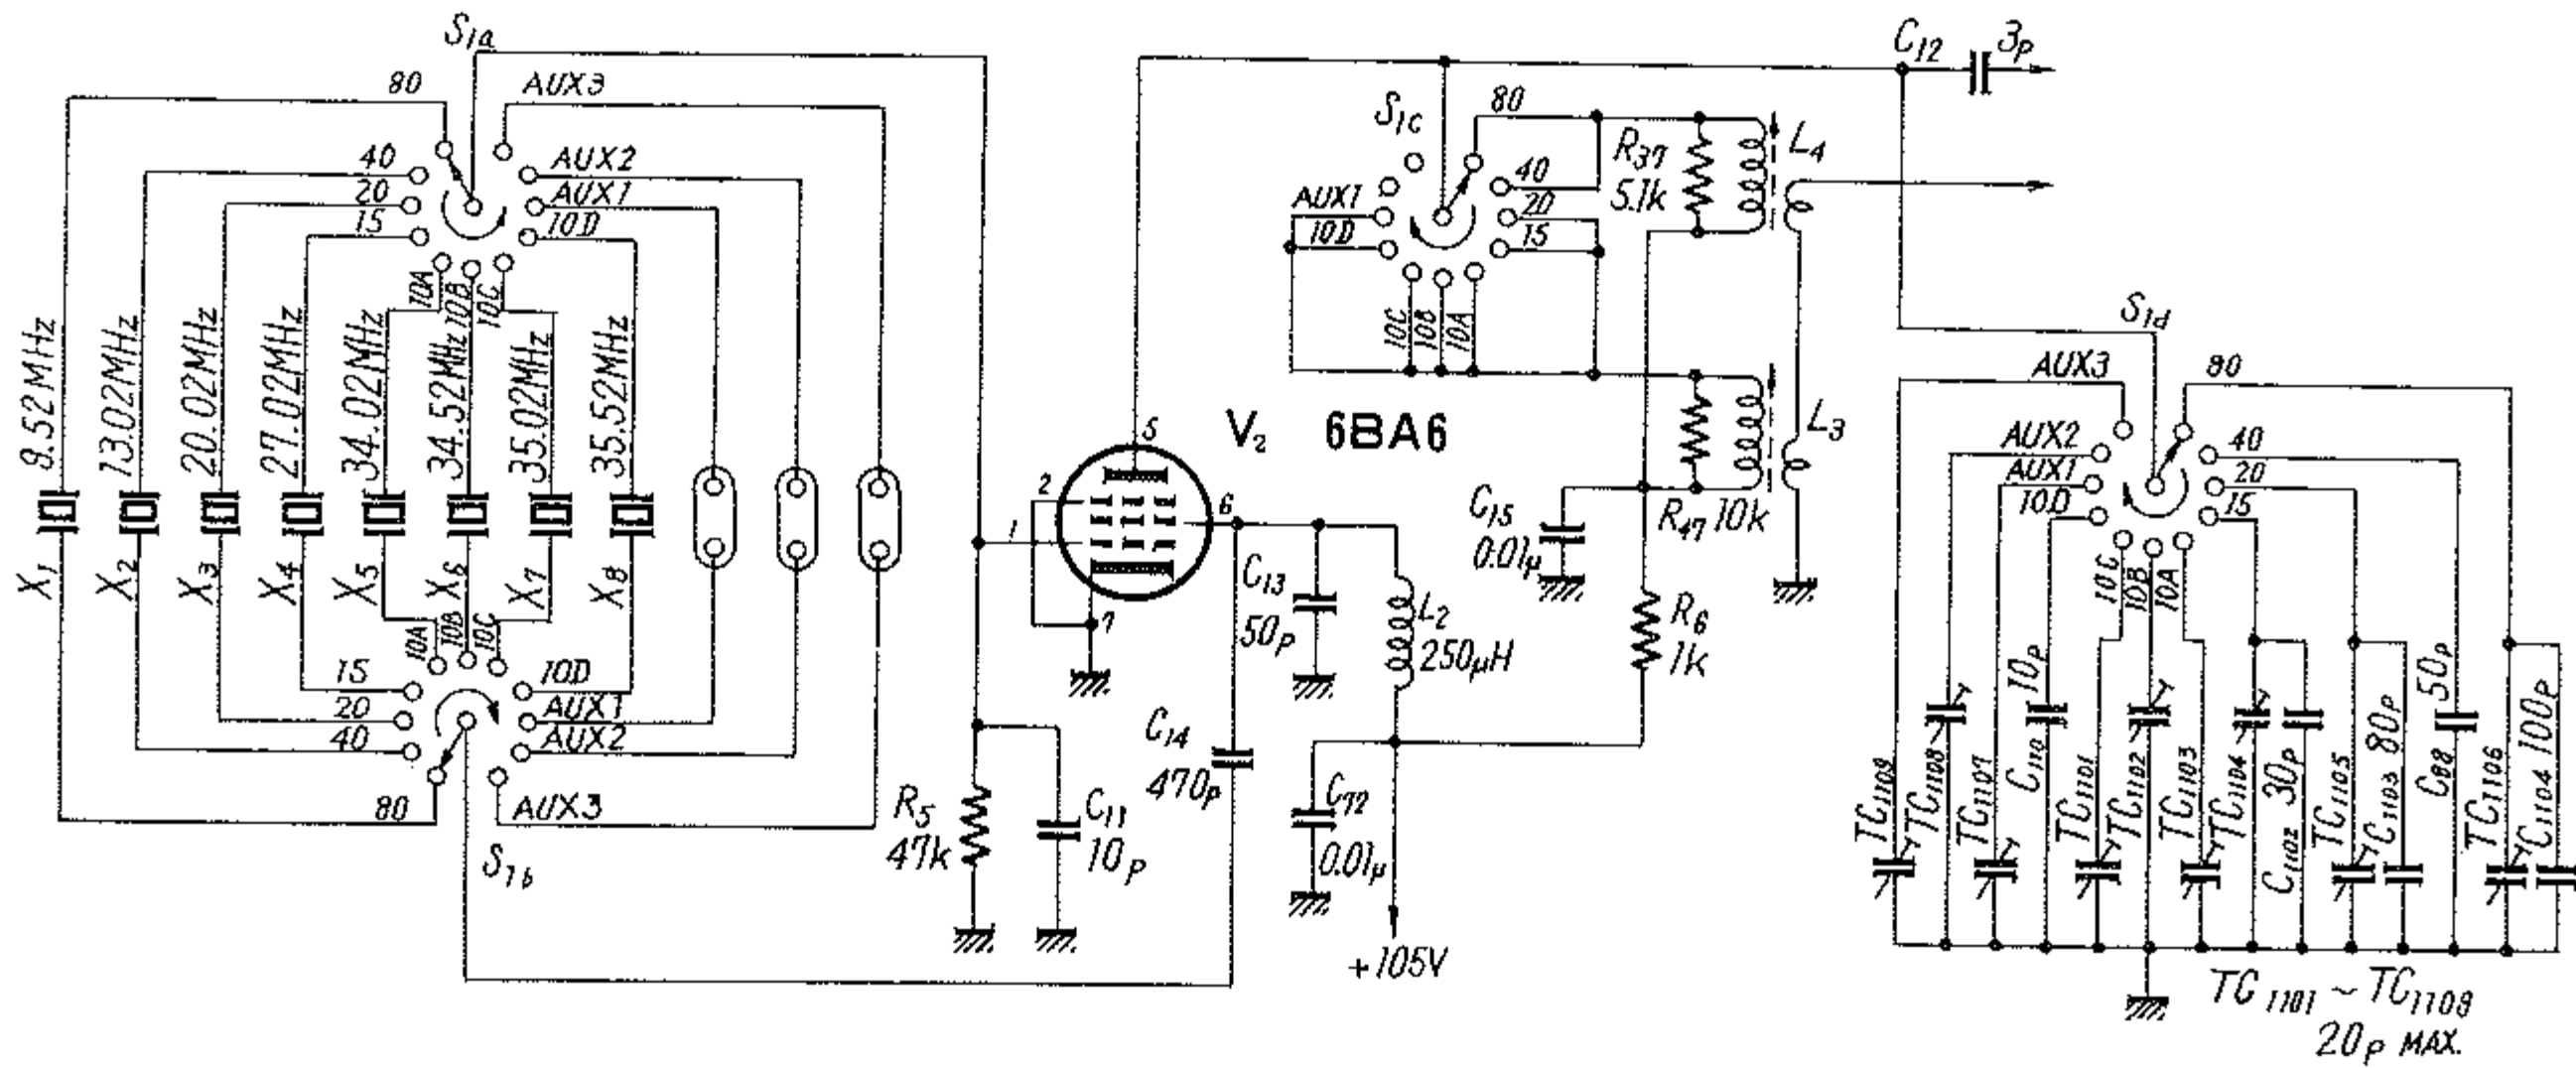 S1a
80
AUX3
40
AUX2
20
AUX1
15
10D
10A
10B
10C
8.52MHz
13.02MHz
20.02MHz
27.02MHz
34.02MHz
34.52MHz
35.02MHz
35.52MHz
X1
X2
X3
X4
X5
X6
X7
X8
10A
10B
10C
15
10D
20
AUX1
40
AUX2
80
AUX3
S1b
R5
47k
C11
10p
V2
6BA6
5
2
1
6
7
C13
50p
L2
250μH
C14
470p
C72
0.01μ
+105V
S1c
80
40
AUX1
20
10D
15
10C
10B
10A
R37
5.1k
L4
L3
R47 10k
C15
0.01μ
R6
1k
C12
3p
S1d
AUX3
80
AUX2
40
AUX1
20
10D
15
10C
10B
10A
TC1109
TC1108
TC1107
C110 10p
TC1101
TC1102
TC1103
TC1104
C1102 30p
TC1105
C1103 80p
C88 50p
TC1106
C1104 100p
TC1101 ~ TC1109
20p MAX.